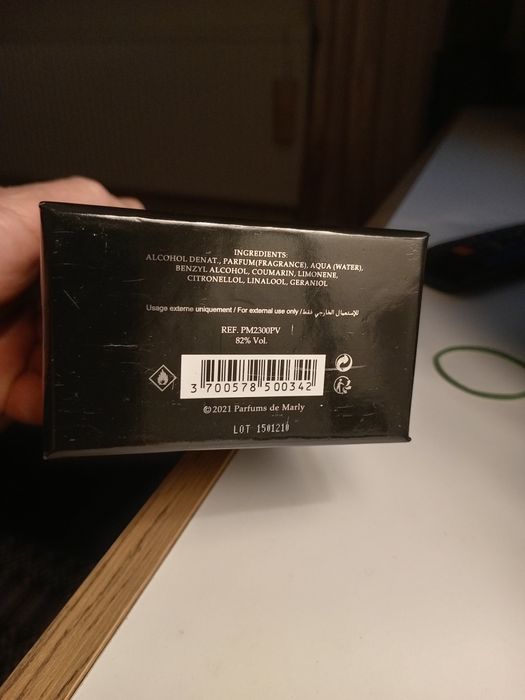 INGREDIENTS:
ALCOHOL DENAT., PARFUM(FRAGRANCE), AQUA (WATER),
BENZYL ALCOHOL, COUMARIN, LIMONENE,
CITRONELLOL, LINALOOL, GERANIOL
Usage externe uniquement / For external use only / للإستعمال الخارجي فقط
REF. PM2300PV
82% Vol.
3 700578 500342
©2021 Parfums de Marly
LOT 1501210